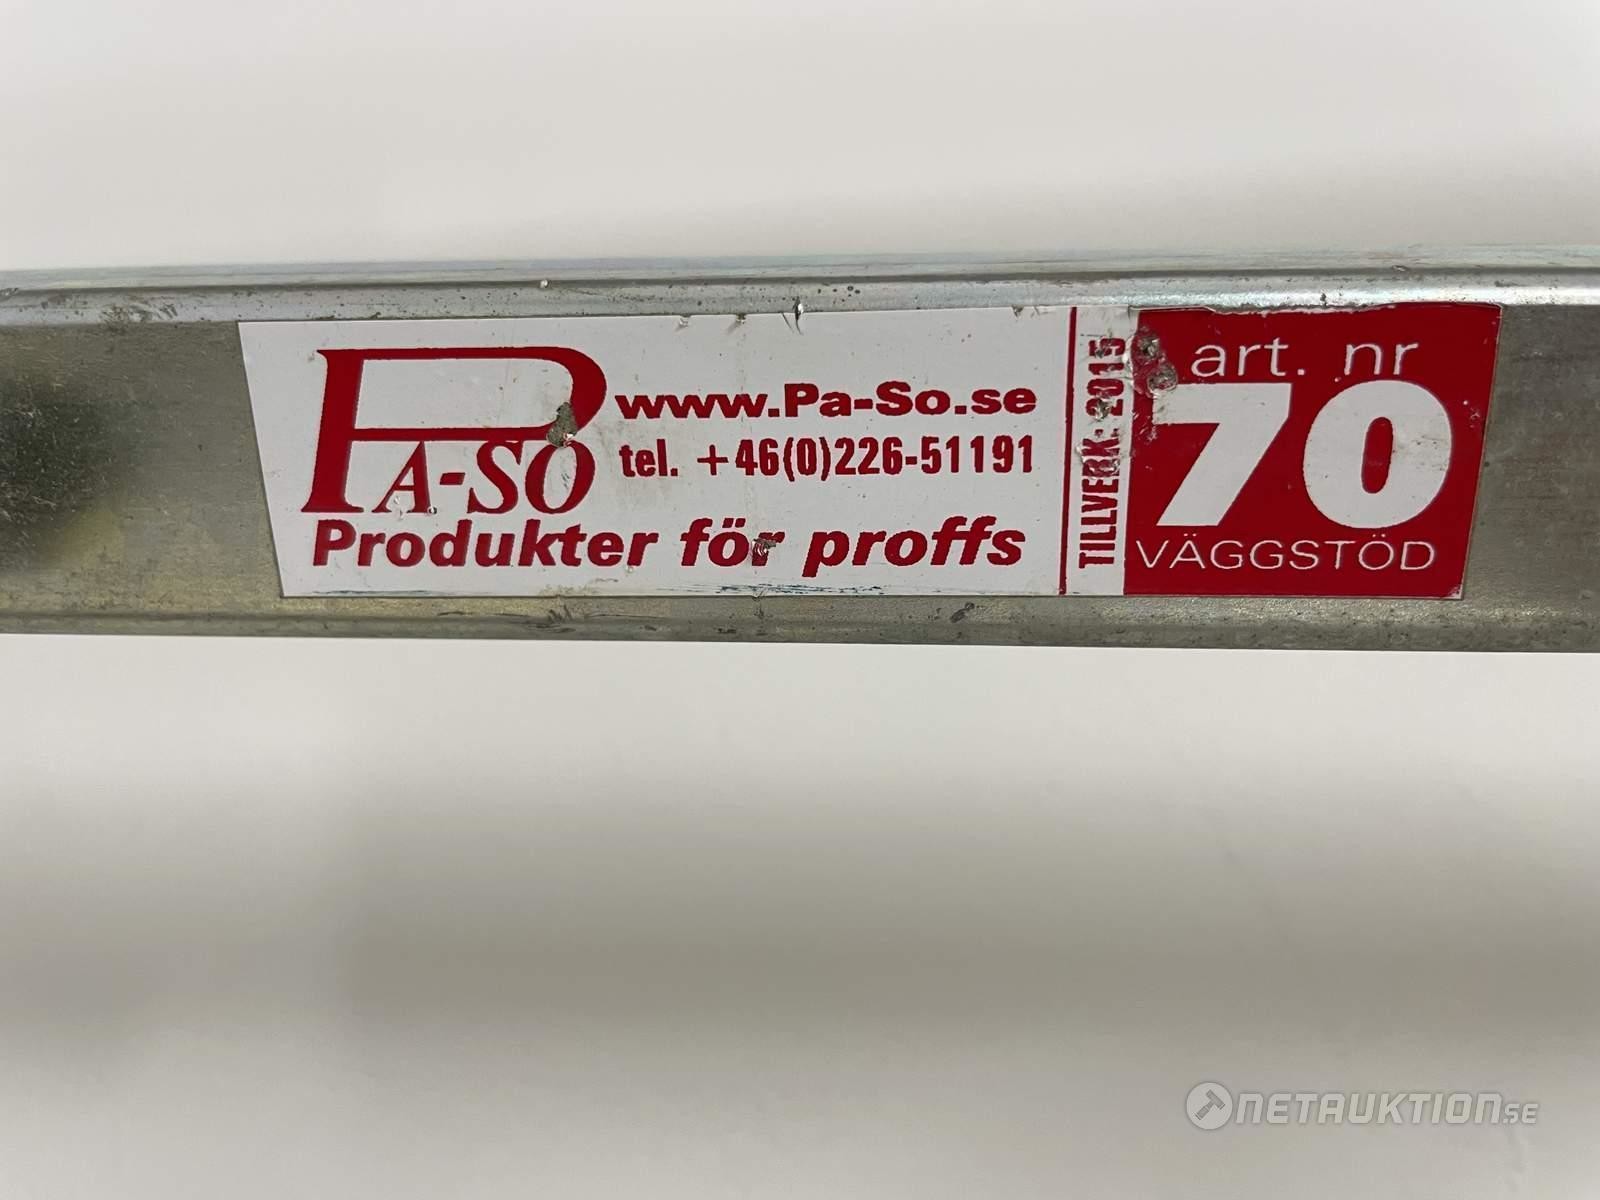 PA-SO
www.Pa-So.se
tel. +46(0)226-51191
Produkter för proffs
TILLVERK: 2015
art. nr
70
VÄGGSTÖD
NETAUKTION.SE